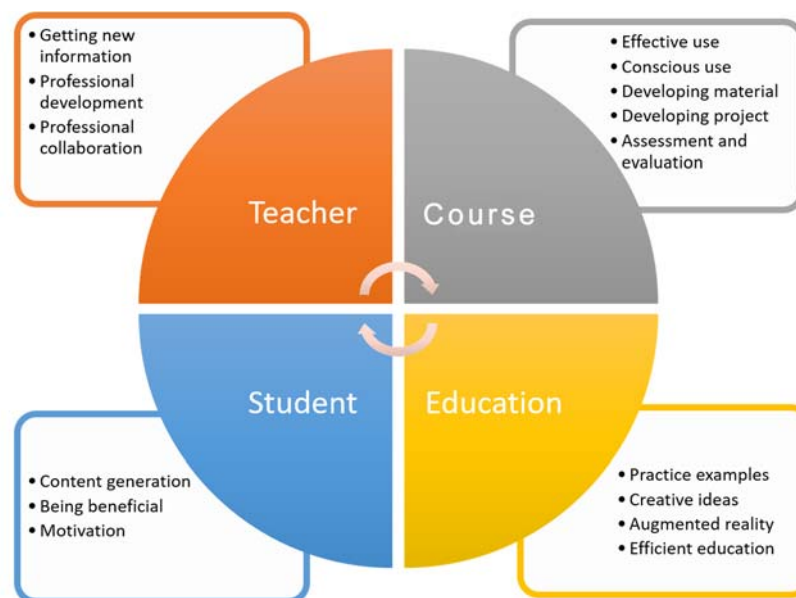 • Getting new
information
• Professional
development
• Professional
collaboration
• Effective use
• Conscious use
• Developing material
• Developing project
• Assessment and
evaluation
Teacher
Course
Student
Education
• Content generation
• Being beneficial
• Motivation
• Practice examples
• Creative ideas
• Augmented reality
• Efficient education